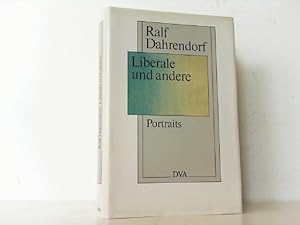 Ralf
Dahrendorf
Liberale
und andere
Portraits
DVA